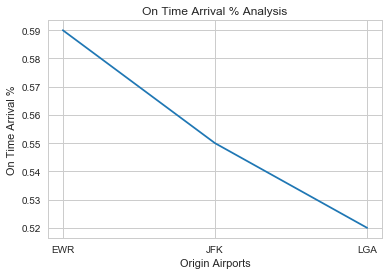 On Time Arrival % Analysis
On Time Arrival %
0.59
0.58
0.57
0.56
0.55
0.54
0.53
0.52
EWR JFK LGA
Origin Airports